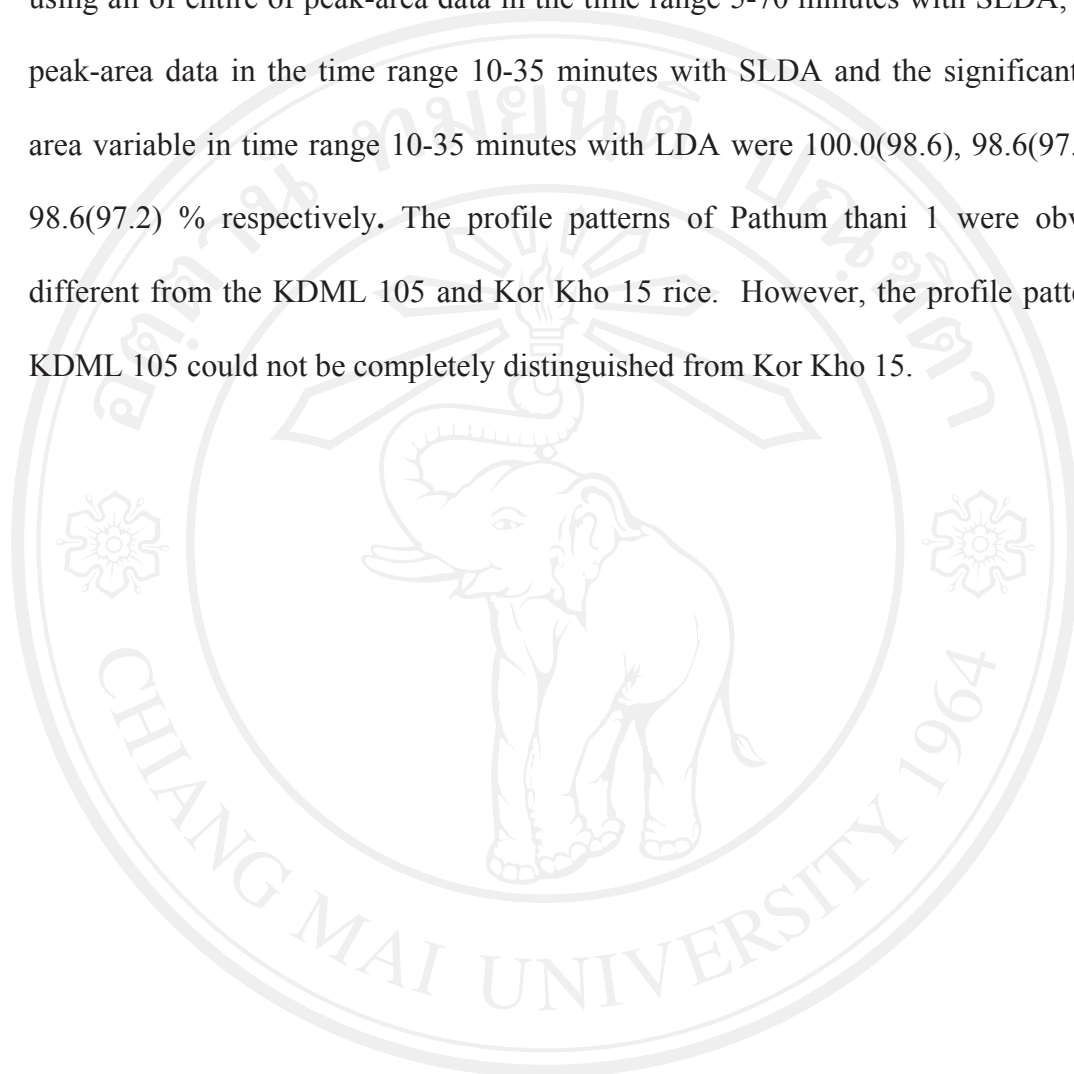 using all of entire of peak-area data in the time range 5-70 minutes with SLDA,
peak-area data in the time range 10-35 minutes with SLDA and the significant
area variable in time range 10-35 minutes with LDA were 100.0(98.6), 98.6(97.
98.6(97.2) % respectively. The profile patterns of Pathum thani 1 were obv
different from the KDML 105 and Kor Kho 15 rice. However, the profile patte
KDML 105 could not be completely distinguished from Kor Kho 15.
CHIANG MAI UNIVERSITY 1964